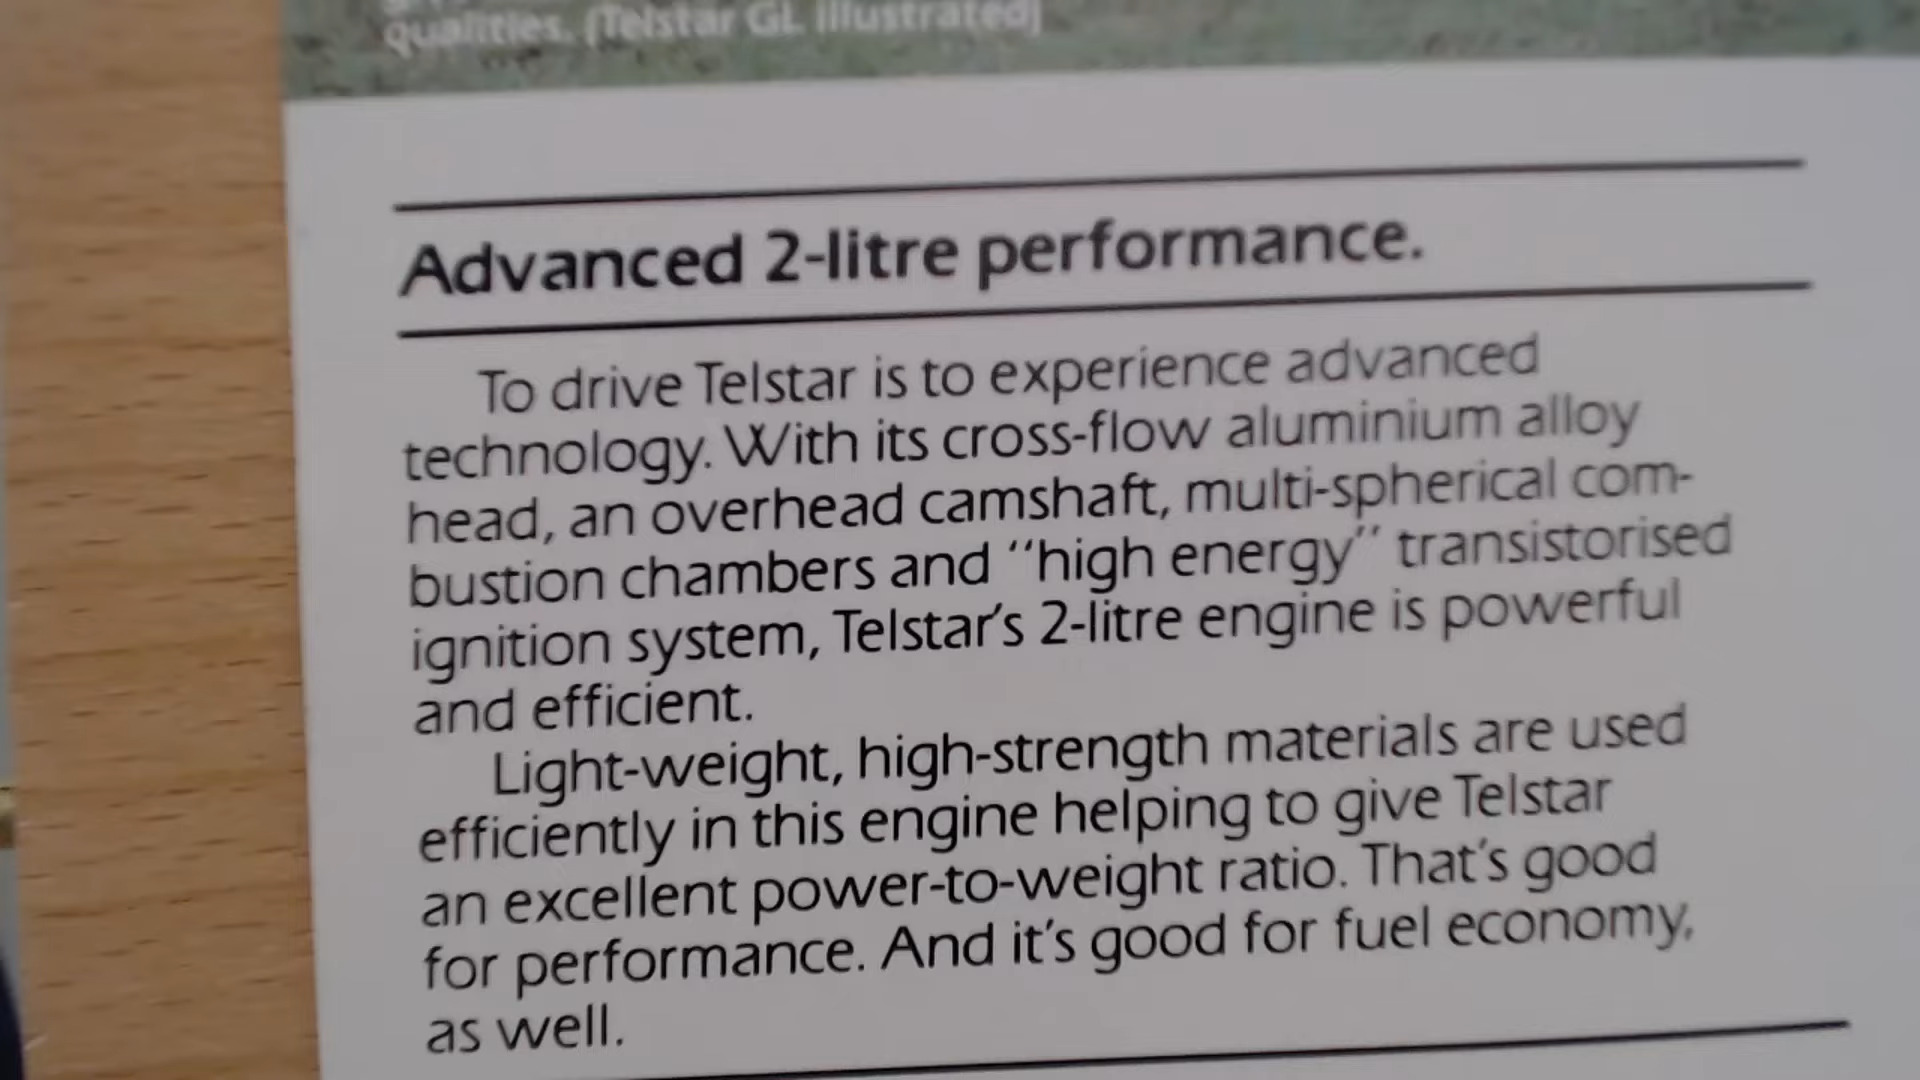 qualities. (Telstar GL illustrated)
Advanced 2-litre performance.
To drive Telstar is to experience advanced
technology. With its cross-flow aluminium alloy
head, an overhead camshaft, multi-spherical com-
bustion chambers and "high energy" transistorised
ignition system, Telstar's 2-litre engine is powerful
and efficient.
Light-weight, high-strength materials are used
efficiently in this engine helping to give Telstar
an excellent power-to-weight ratio. That's good
for performance. And it's good for fuel economy,
as well.